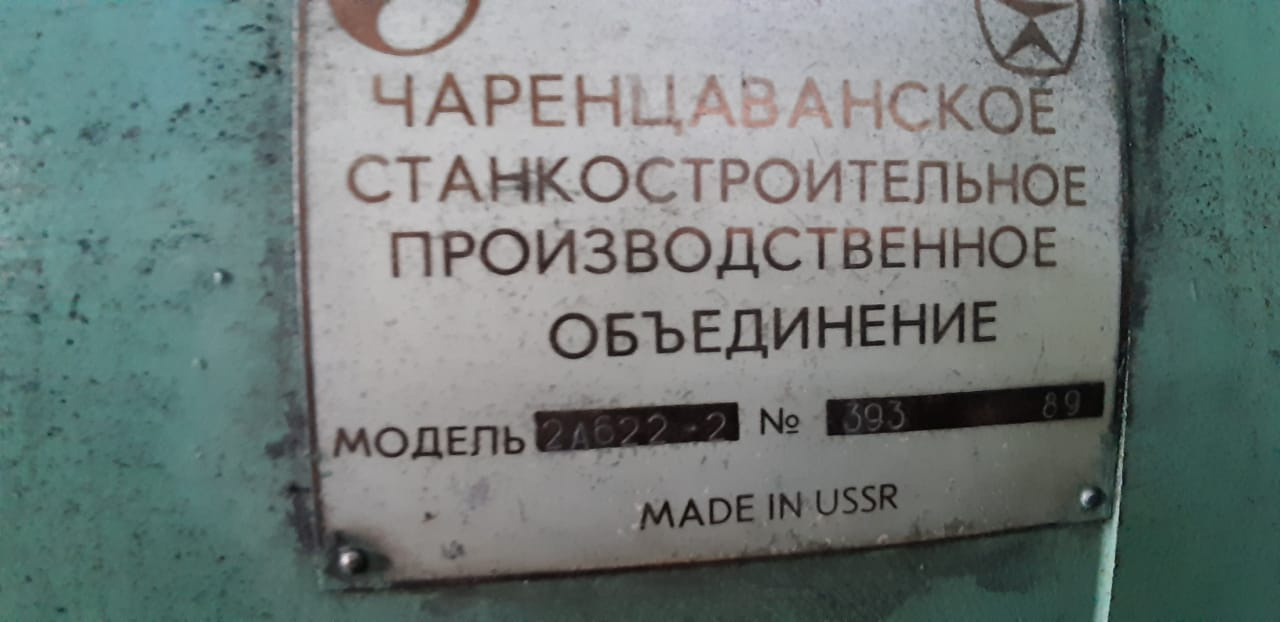 ЧАРЕНЦАВАНСКОЕ
СТАНКОСТРОИТЕЛЬНОЕ
ПРОИЗВОДСТВЕННОЕ
ОБЪЕДИНЕНИЕ
МОДЕЛЬ 2А622-2 № 393 89
MADE IN USSR